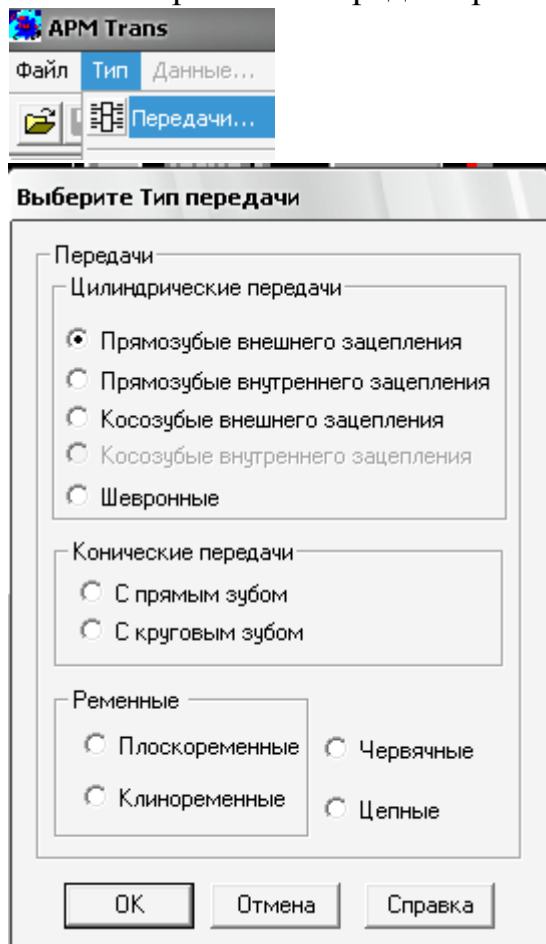 APM Trans
Файл Тип Данные...
Передачи...
Выберите Тип передачи
Передачи
Цилиндрические передачи
Прямозубые внешнего зацепления
Прямозубые внутреннего зацепления
Косозубые внешнего зацепления
Косозубые внутреннего зацепления
Шевронные
Конические передачи
С прямым зубом
С круговым зубом
Ременные
Плоскоременные
Червячные
Клиноременные
Цепные
OK Отмена Справка